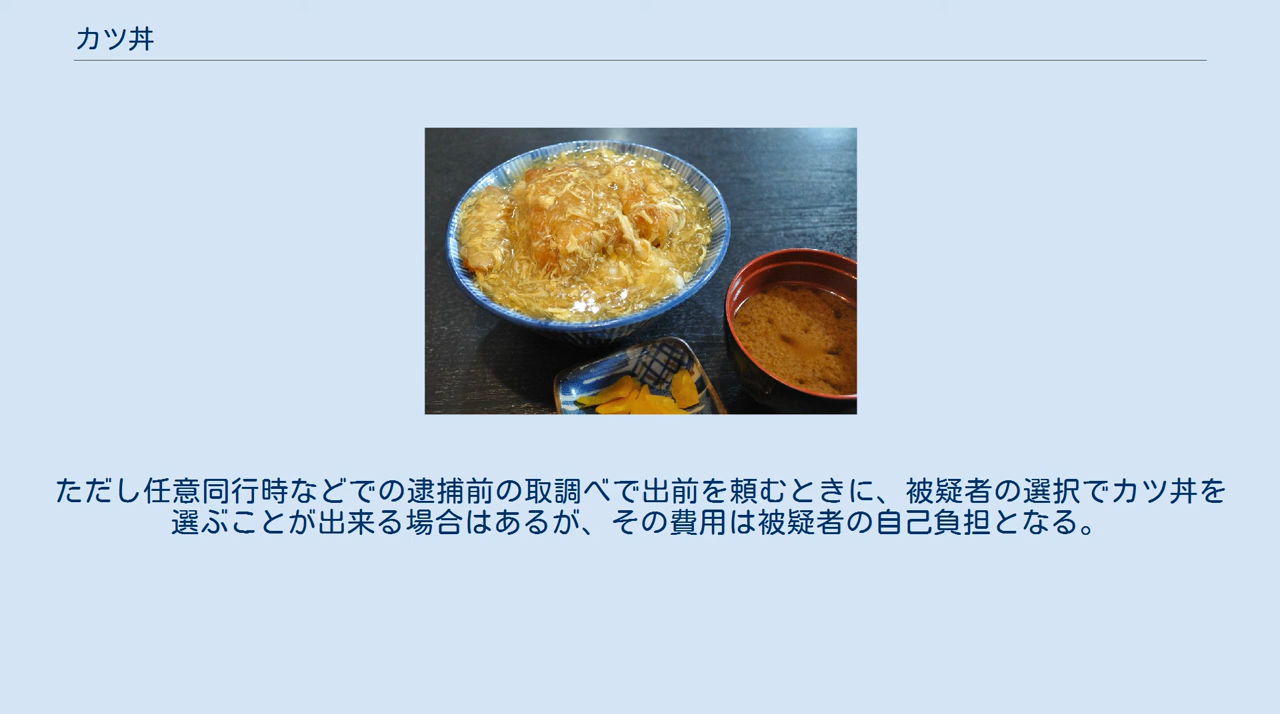 カツ丼
ただし任意同行時などでの逮捕前の取調べで出前を頼むときに、被疑者の選択でカツ丼を
選ぶことが出来る場合はあるが、その費用は被疑者の自己負担となる。